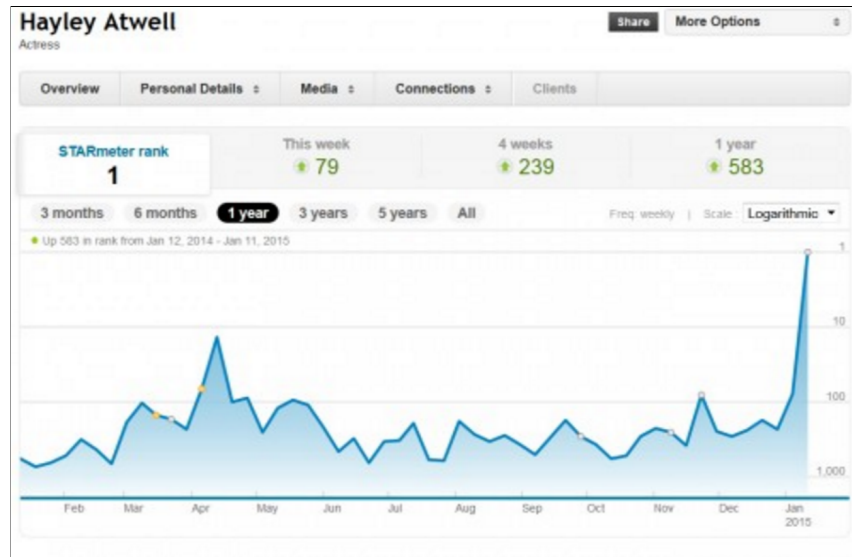 Hayley Atwell
Share More Options
Actress
Overview Personal Details Media Connections Clients
STARmeter rank This week 4 weeks 1 year
1 79 239 583
3 months 6 months 1 year 3 years 5 years All Freq: weekly | Scale: Logarithmic
Up 583 in rank from Jan 12, 2014 - Jan 11, 2015
1
10
100
1,000
Feb Mar Apr May Jun Jul Aug Sep Oct Nov Dec Jan
2015